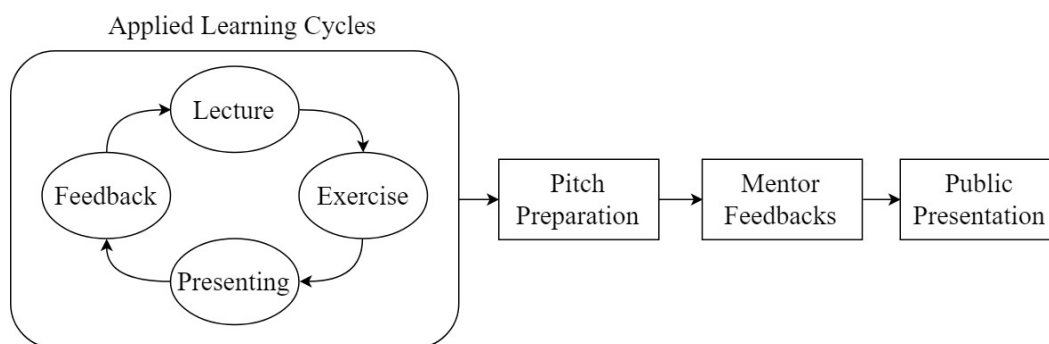 Applied Learning Cycles
Lecture
Feedback
Exercise
Presenting
Pitch
Preparation
Mentor
Feedbacks
Public
Presentation